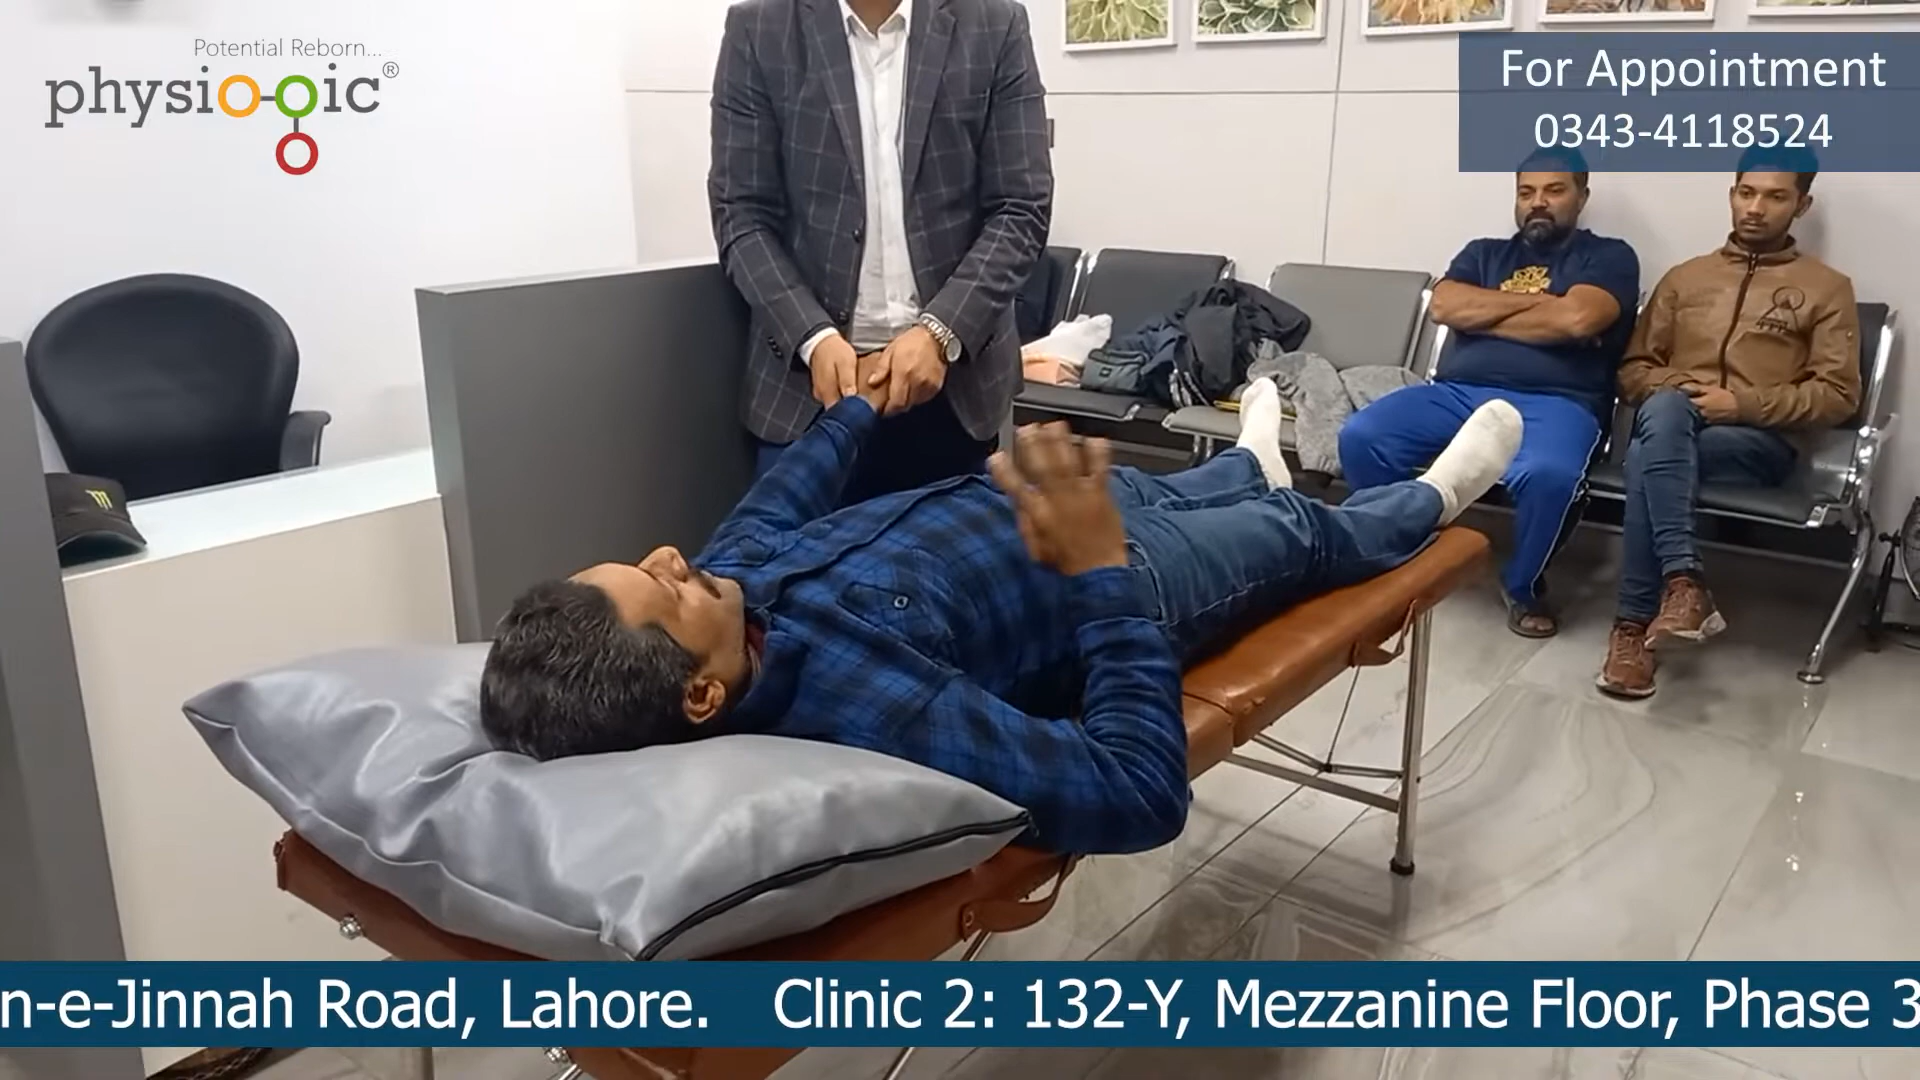 Potential Reborn...
physiologic®
For Appointment
0343-4118524
n-e-Jinnah Road, Lahore. Clinic 2: 132-Y, Mezzanine Floor, Phase 3